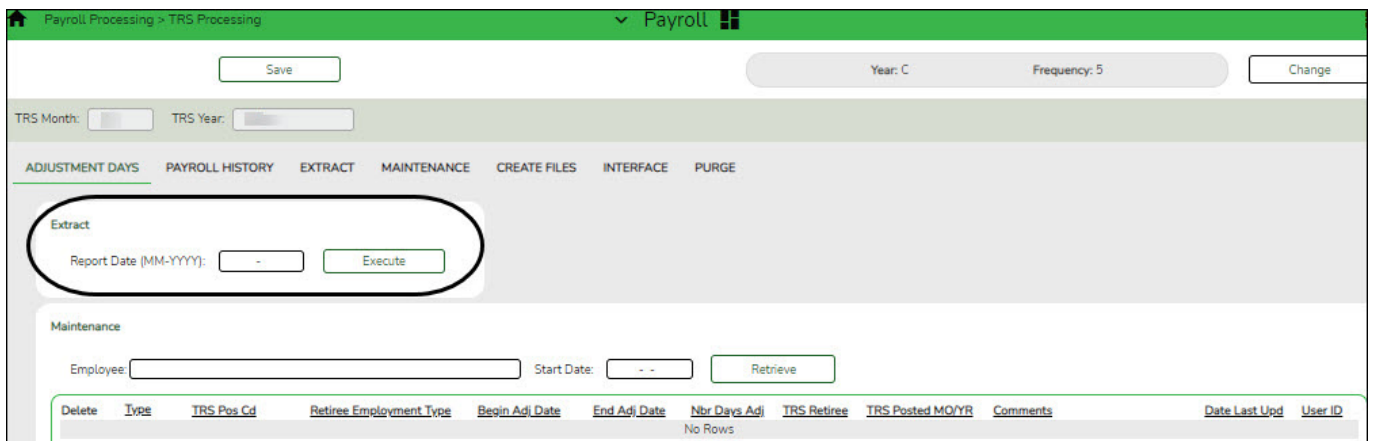 Payroll Processing > TRS Processing Payroll
Save Year: C Frequency: 5 Change
TRS Month: TRS Year:
ADJUSTMENT DAYS PAYROLL HISTORY EXTRACT MAINTENANCE CREATE FILES INTERFACE PURGE
Extract
Report Date (MM-YYYY): - Execute
Maintenance
Employee: Start Date: - - Retrieve
Delete Type TRS Pos Cd Retiree Employment Type Begin Adj Date End Adj Date Nbr Days Adj TRS Retiree TRS Posted MO/YR Comments Date Last Upd User ID
No Rows